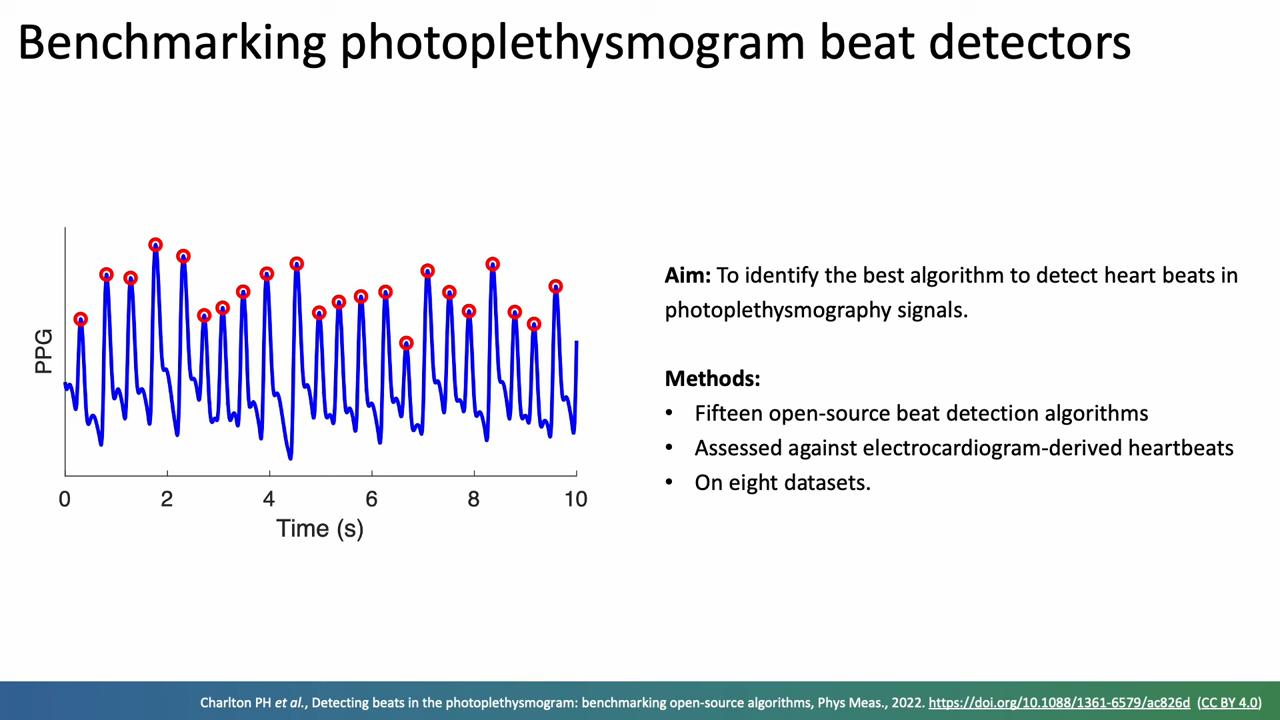 Benchmarking photoplethysmogram beat detectors
PPG
0 2 4 6 8 10
Time (s)
Aim: To identify the best algorithm to detect heart beats in
photoplethysmography signals.
Methods:
• Fifteen open-source beat detection algorithms
• Assessed against electrocardiogram-derived heartbeats
• On eight datasets.
Charlton PH et al., Detecting beats in the photoplethysmogram: benchmarking open-source algorithms, Phys Meas., 2022. https://doi.org/10.1088/1361-6579/ac826d (CC BY 4.0)